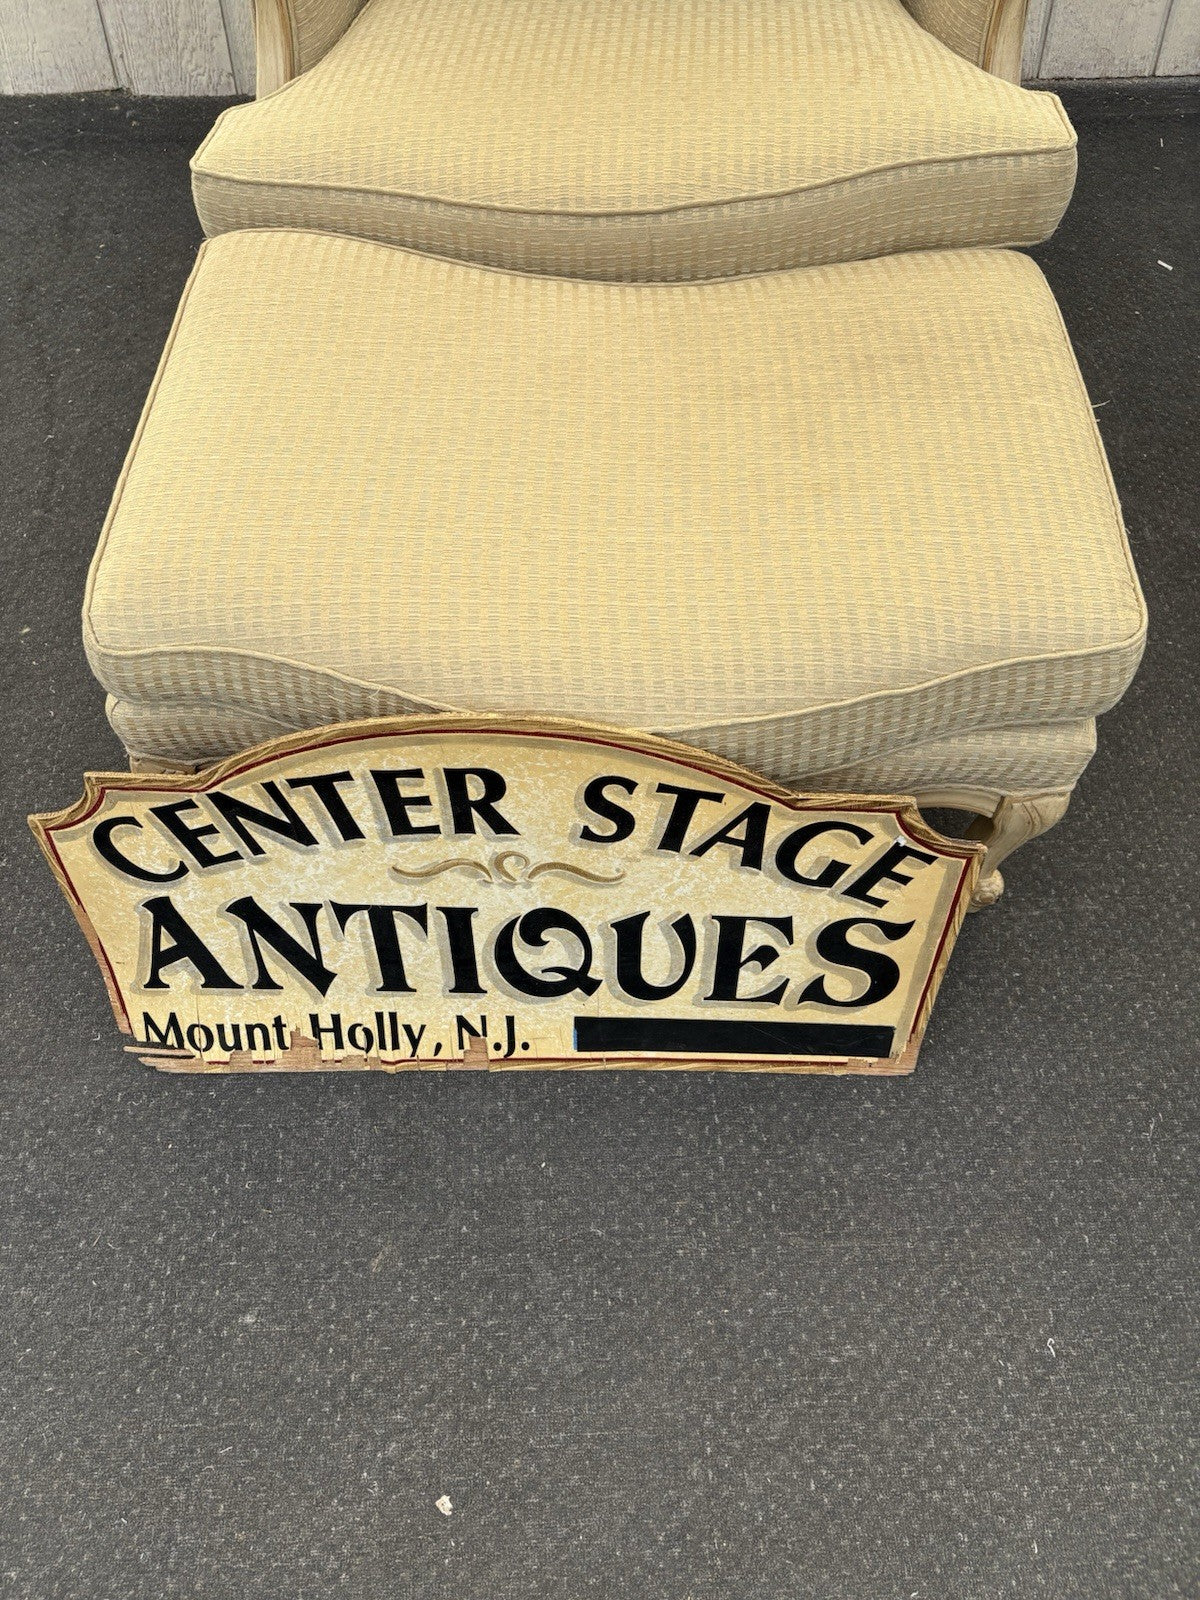 CENTER STAGE
ANTIQUES
Mount Holly, N.J.